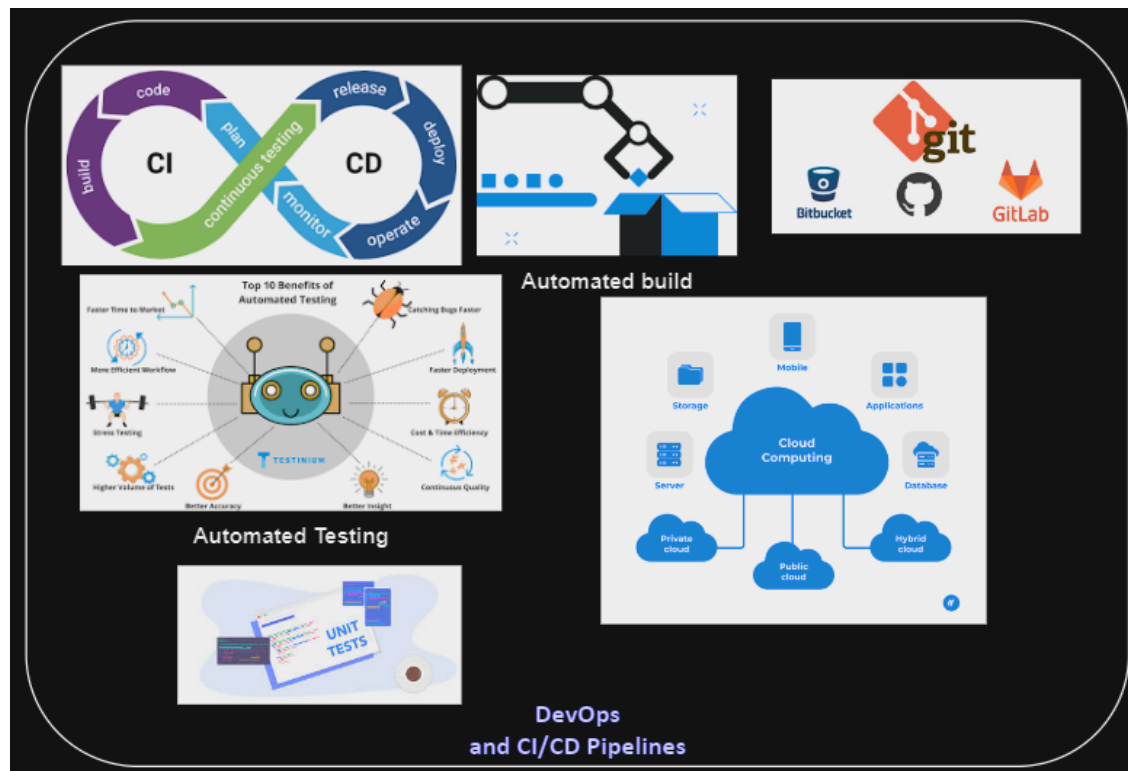 code
release
build
CI
plan
continuous testing
CD
deploy
monitor
operate
git
Bitbucket
GitLab
Automated build
Top 10 Benefits of
Automated Testing
Faster Time to Market
Catching Bugs Faster
More Efficient Workflow
Faster Deployment
Stress Testing
Cost & Time Efficiency
TESTINIUM
Higher Volume of Tests
Continuous Quality
Better Accuracy
Better Insight
Automated Testing
Mobile
Storage
Applications
Cloud
Computing
Server
Database
Private
cloud
Public
cloud
Hybrid
cloud
UNIT
TESTS
DevOps
and CI/CD Pipelines